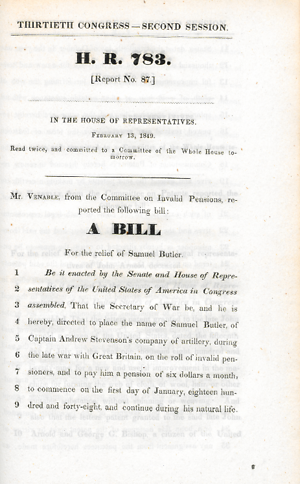 THIRTIETH CONGRESS—SECOND SESSION.
H. R. 783.
[Report No. 87.]
IN THE HOUSE OF REPRESENTATIVES.
FEBRUARY 13, 1849.
Read twice, and committed to a Committee of the Whole House to-
morrow.
Mr. VENABLE, from the Committee on Invalid Pensions, re-
ported the following bill:
A BILL
For the relief of Samuel Butler.
1 Be it enacted by the Senate and House of Repre-
2 sentatives of the United States of America in Congress
3 assembled, That the Secretary of War be, and he is
4 hereby, directed to place the name of Samuel Butler, of
5 Captain Andrew Stevenson's company of artillery, during
6 the late war with Great Britain, on the roll of invalid pen-
7 sioners, and to pay him a pension of six dollars a month,
8 to commence on the first day of January, eighteen hun-
9 dred and forty-eight, and continue during his natural life.